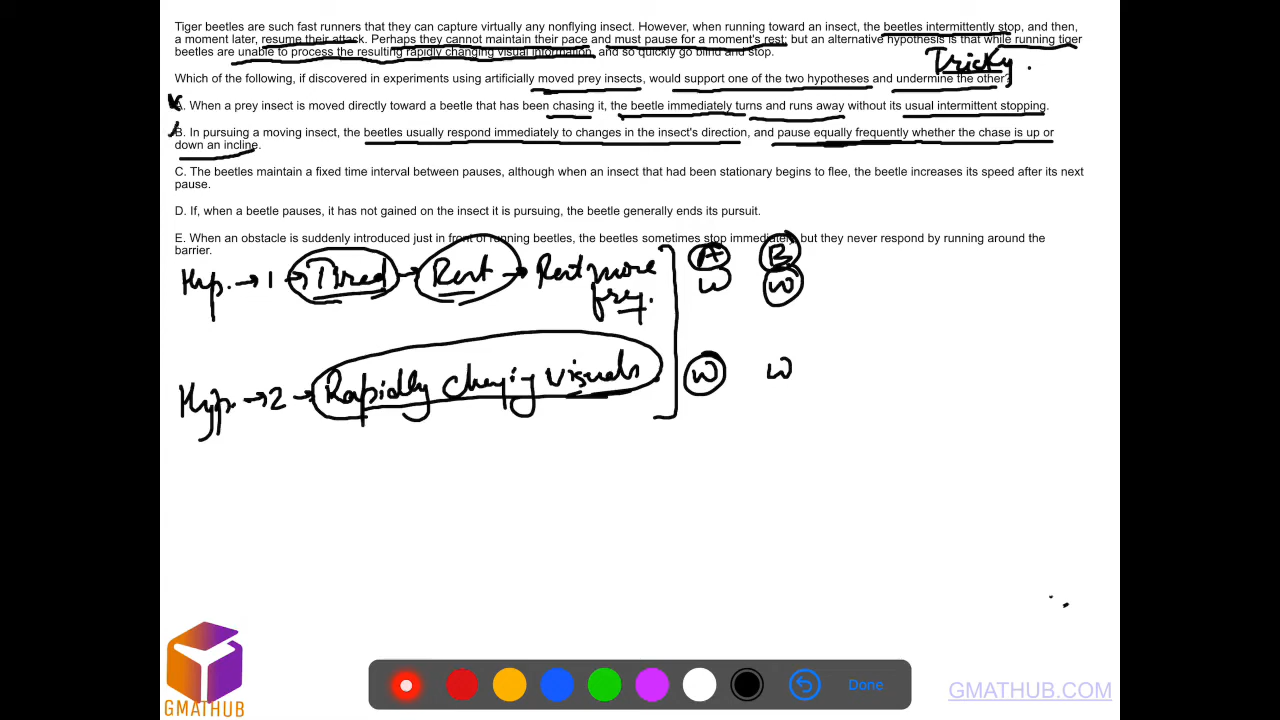 Tiger beetles are such fast runners that they can capture virtually any nonflying insect. However, when running toward an insect, the beetles intermittently stop, and then,
a moment later, resume their attack. Perhaps they cannot maintain their pace and must pause for a moment's rest; but an alternative hypothesis is that while running tiger
beetles are unable to process the resulting rapidly changing visual information, and so quickly go blind and stop.
Tricky.
Which of the following, if discovered in experiments using artificially moved prey insects, would support one of the two hypotheses and undermine the other?
A. When a prey insect is moved directly toward a beetle that has been chasing it, the beetle immediately turns and runs away without its usual intermittent stopping.
B. In pursuing a moving insect, the beetles usually respond immediately to changes in the insect's direction, and pause equally frequently whether the chase is up or
down an incline.
C. The beetles maintain a fixed time interval between pauses, although when an insect that had been stationary begins to flee, the beetle increases its speed after its next
pause.
D. If, when a beetle pauses, it has not gained on the insect it is pursuing, the beetle generally ends its pursuit.
E. When an obstacle is suddenly introduced just in front of running beetles, the beetles sometimes stop immediately, but they never respond by running around the
barrier.
Hyp. → 1 → Tired → Rest → Rest more freq. A B
W W
Hyp. → 2 → Rapidly changing visuals W W
Done
GMATHUB
GMATHUB.COM